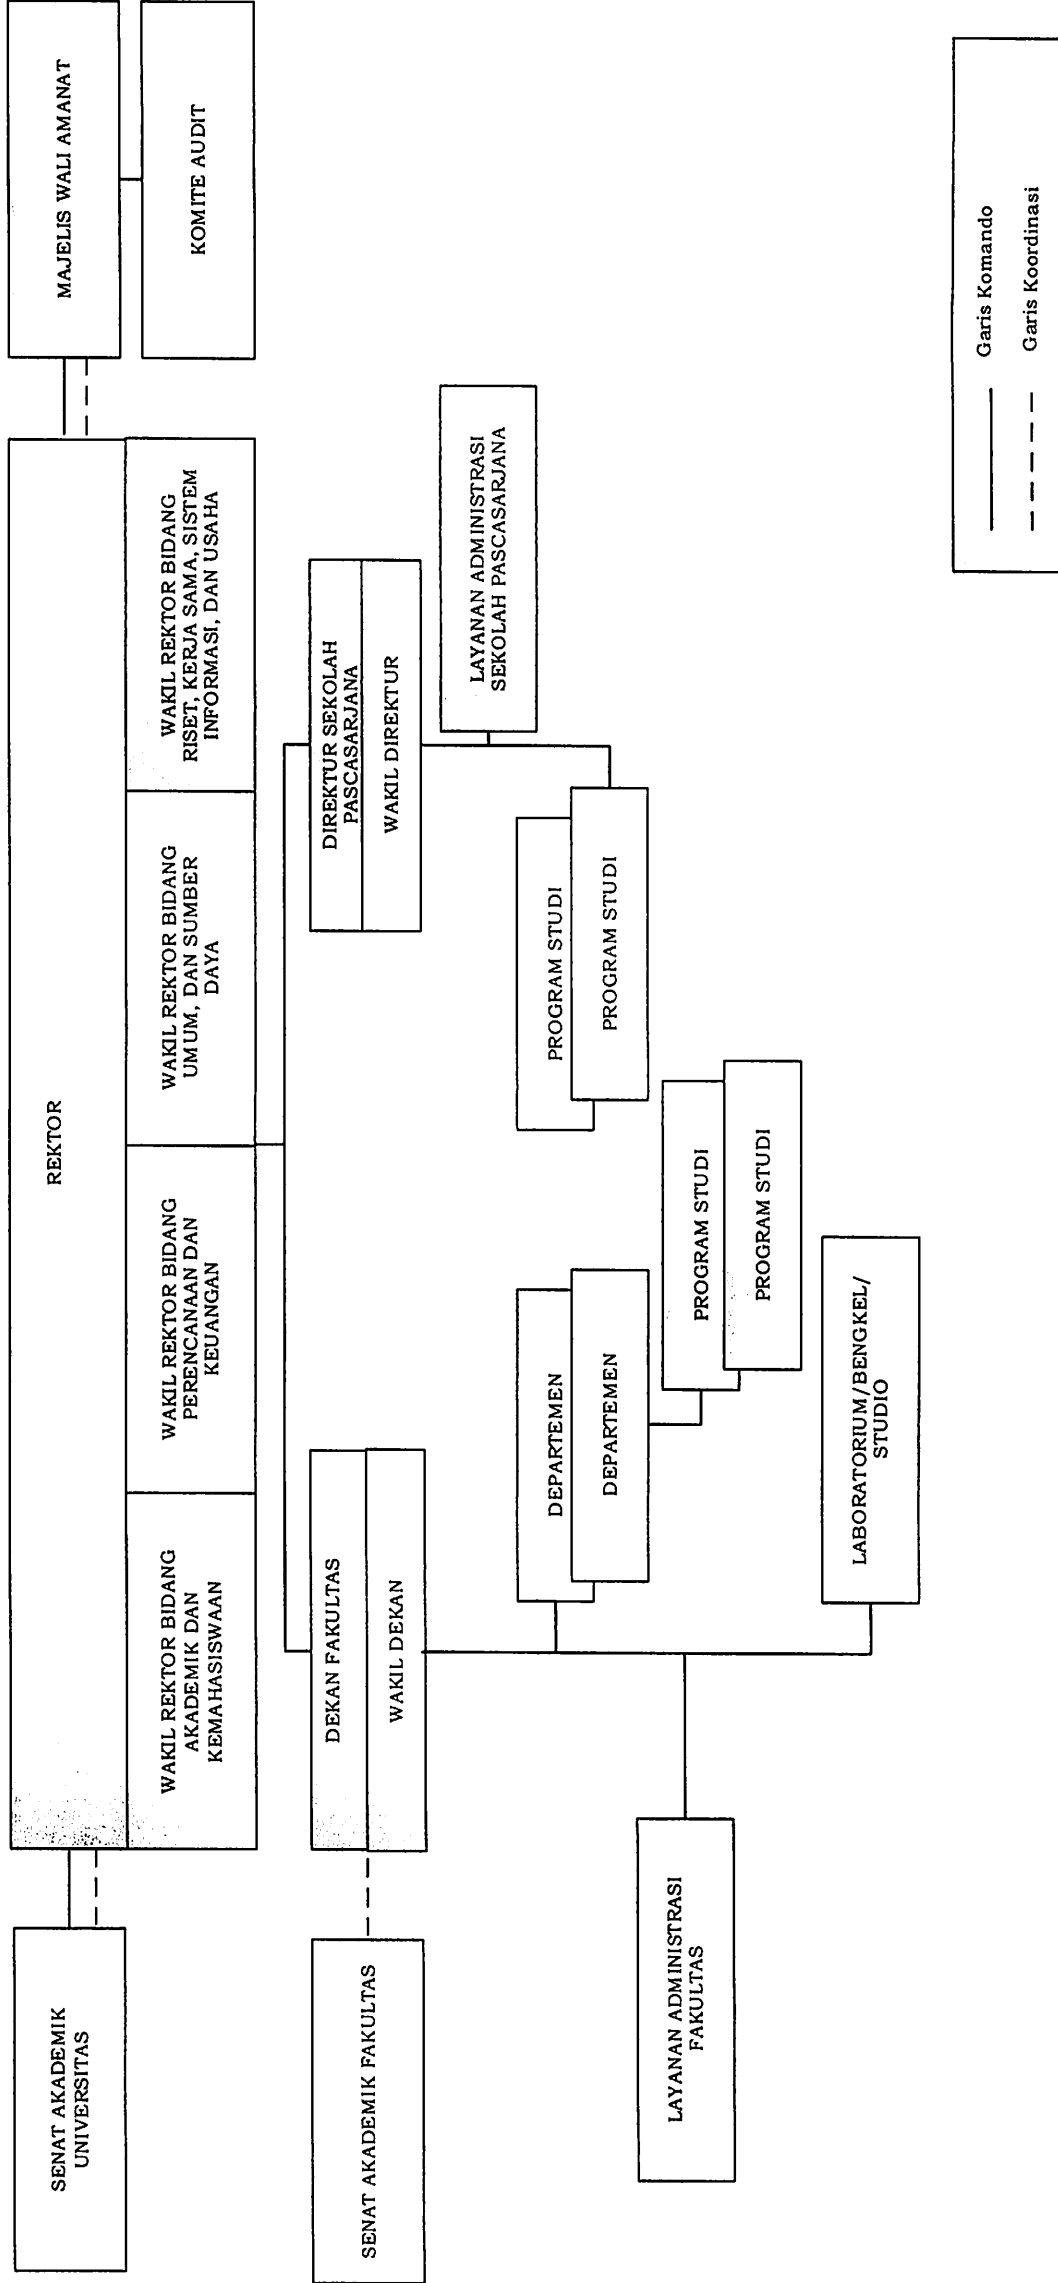 SENAT AKADEMIK
UNIVERSITAS
REKTOR
MAJELIS WALI AMANAT
WAKIL REKTOR BIDANG
AKADEMIK DAN
KEMAHASISWAAN
WAKIL REKTOR BIDANG
PERENCANAAN DAN
KEUANGAN
WAKIL REKTOR BIDANG
UMUM, DAN SUMBER
DAYA
WAKIL REKTOR BIDANG
RISET, KERJA SAMA, SISTEM
INFORMASI, DAN USAHA
KOMITE AUDIT
SENAT AKADEMIK FAKULTAS
DEKAN FAKULTAS
WAKIL DEKAN
DIREKTUR SEKOLAH
PASCASARJANA
WAKIL DIREKTUR
LAYANAN ADMINISTRASI
SEKOLAH PASCASARJANA
DEPARTEMEN
DEPARTEMEN
PROGRAM STUDI
PROGRAM STUDI
LAYANAN ADMINISTRASI
FAKULTAS
PROGRAM STUDI
PROGRAM STUDI
LABORATORIUM/BENGKEL/
STUDIO
Garis Komando
Garis Koordinasi